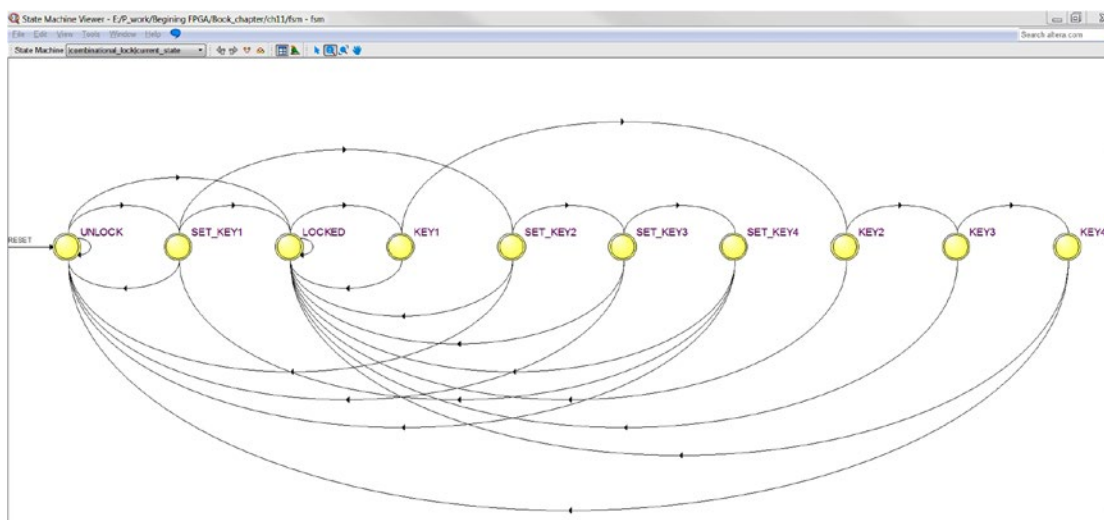 State Machine Viewer - E:/P_work/Begining FPGA/Book_chapter/ch11/fsm - fsm
File Edit View Tools Window Help
Search altera.com
State Machine |combinational_lock|current_state
RESET
UNLOCK SET_KEY1 LOCKED KEY1 SET_KEY2 SET_KEY3 SET_KEY4 KEY2 KEY3 KEY4